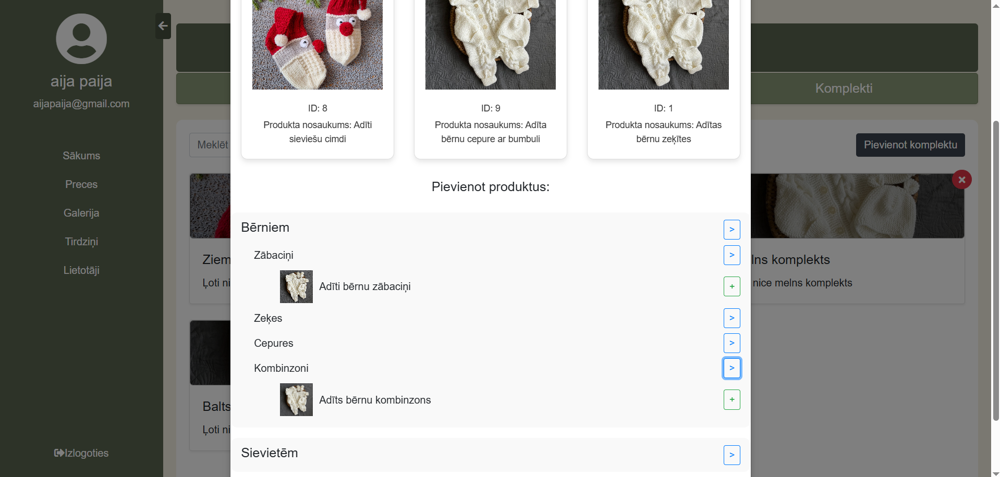 aija paija
aijapaija@gmail.com
Sākums
Preces
Galerija
Tirdziņi
Lietotāji
Izlogoties
Komplekti
Meklēt
Pievienot komplektu
ID: 8
Produkta nosaukums: Adīti
sieviešu cimdi
ID: 9
Produkta nosaukums: Adīta
bērnu cepure ar bumbuli
ID: 1
Produkta nosaukums: Adītas
bērnu zeķītes
Pievienot produktus:
Bērniem
>
Zābaciņi
>
Adīti bērnu zābaciņi
+
Zeķes
>
Cepures
>
Kombinzoni
>
Adīts bērnu kombinzons
+
Sievietēm
>
Ziem
Ļoti ni
lns komplekts
nice melns komplekts
Balts
Ļoti ni